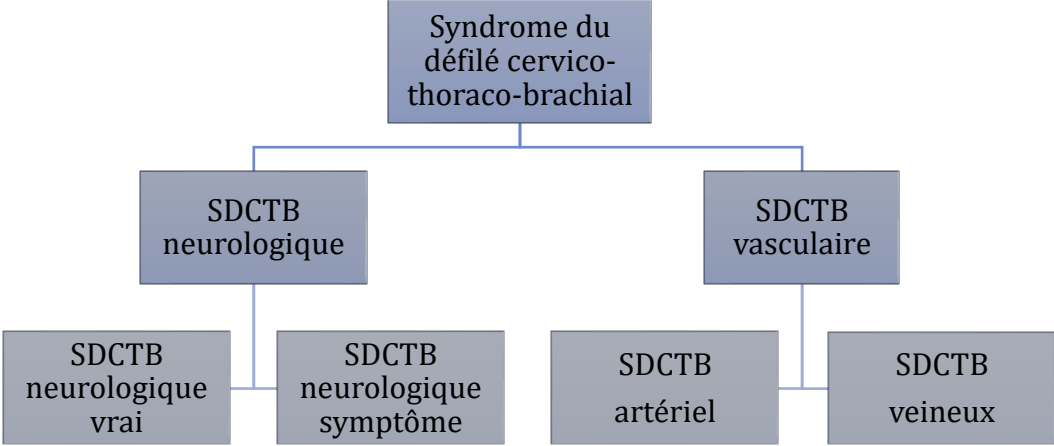 Syndrome du
défilé cervico-
thoraco-brachial
SDCTB
neurologique
SDCTB
vasculaire
SDCTB
neurologique
vrai
SDCTB
neurologique
symptôme
SDCTB
artériel
SDCTB
veineux